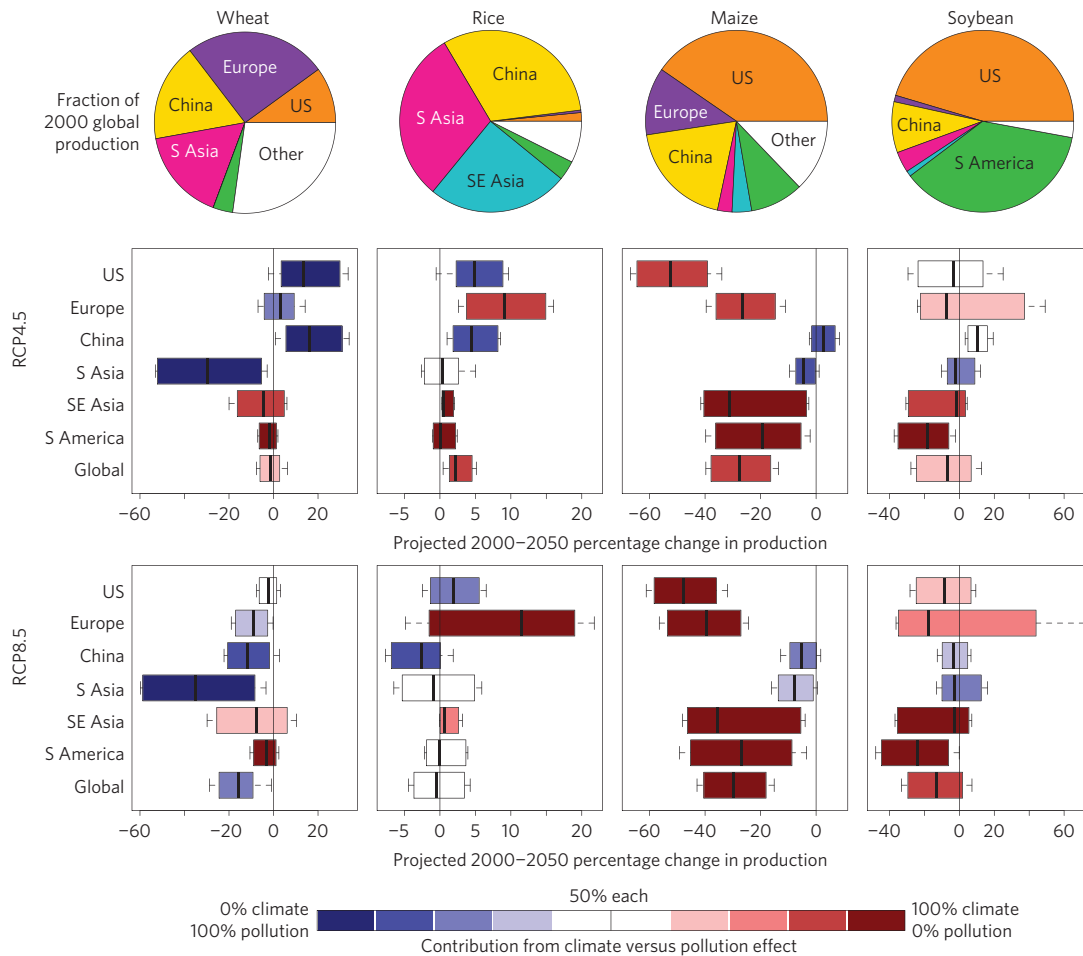 Wheat Rice Maize Soybean
Fraction of
2000 global
production
Europe
China
US
S Asia
Other
China
S Asia
SE Asia
US
Europe
China
Other
US
China
S America
RCP4.5
US
Europe
China
S Asia
SE Asia
S America
Global
−60 −40 −20 0 20
−5 0 5 10 15 20
−60 −40 −20 0
−40 0 20 60
Projected 2000−2050 percentage change in production
RCP8.5
US
Europe
China
S Asia
SE Asia
S America
Global
−60 −40 −20 0 20
−5 0 5 10 15 20
−60 −40 −20 0
−40 0 20 60
Projected 2000−2050 percentage change in production
50% each
0% climate
100% pollution
100% climate
0% pollution
Contribution from climate versus pollution effect